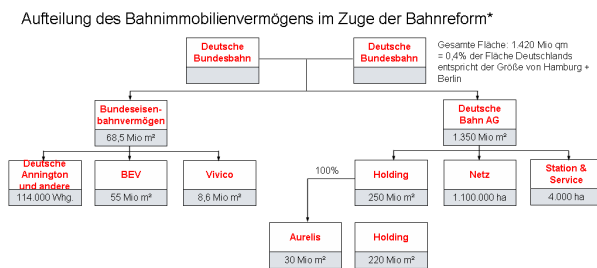 Aufteilung des Bahnimmobilienvermögens im Zuge der Bahnreform*
Deutsche
Bundesbahn
Deutsche
Bundesbahn
Gesamte Fläche: 1.420 Mio qm
= 0,4% der Fläche Deutschlands
entspricht der Größe von Hamburg +
Berlin
Bundeseisen-
bahnvermögen
68,5 Mio m²
Deutsche
Bahn AG
1.350 Mio m²
Deutsche
Annington
und andere
114.000 Whg.
BEV
55 Mio m²
Vivico
8,6 Mio m²
100%
Holding
250 Mio m²
Netz
1.100.000 ha
Station &
Service
4.000 ha
Aurelis
30 Mio m²
Holding
220 Mio m²